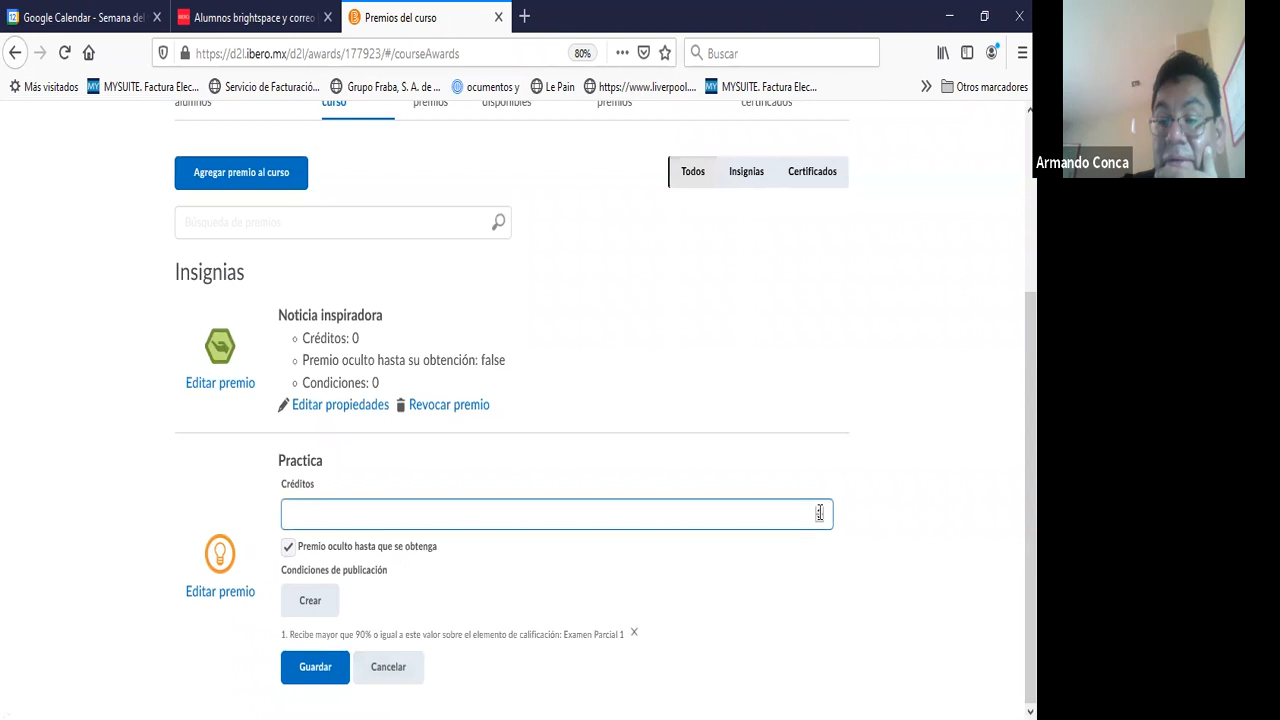 Google Calendar - Semana del
Alumnos brightspace y correo
Premios del curso
https://d2l.ibero.mx/d2l/awards/177923/#/courseAwards
80%
Buscar
Más visitados
MYSUITE. Factura Elec...
Servicio de Facturació...
Grupo Fraba, S. A. de ...
ocumentos y
Le Pain
https://www.liverpool....
MYSUITE. Factura Elec...
Otros marcadores
alumnos
curso
premios
disponibles
premios
certificados
Armando Conca
Agregar premio al curso
Todos
Insignias
Certificados
Búsqueda de premios
Insignias
Noticia inspiradora
Créditos: 0
Premio oculto hasta su obtención: false
Editar premio
Condiciones: 0
Editar propiedades
Revocar premio
Practica
Créditos
Premio oculto hasta que se obtenga
Condiciones de publicación
Editar premio
Crear
1. Recibe mayor que 90% o igual a este valor sobre el elemento de calificación: Examen Parcial 1
Guardar
Cancelar